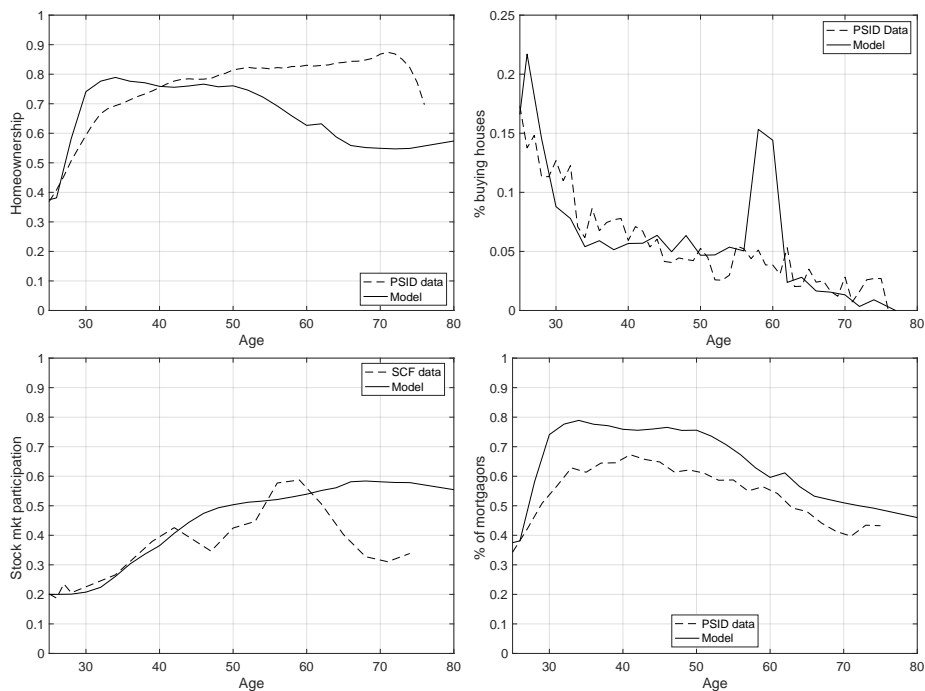 Homeownership
1
0.9
0.8
0.7
0.6
0.5
0.4
0.3
0.2
0.1
0
30 40 50 60 70 80
Age
PSID data
Model
% buying houses
0.25
0.2
0.15
0.1
0.05
0
30 40 50 60 70 80
Age
PSID Data
Model
Stock mkt participation
1
0.9
0.8
0.7
0.6
0.5
0.4
0.3
0.2
0.1
0
30 40 50 60 70 80
Age
SCF data
Model
% of mortgagors
1
0.9
0.8
0.7
0.6
0.5
0.4
0.3
0.2
0.1
0
30 40 50 60 70 80
Age
PSID data
Model